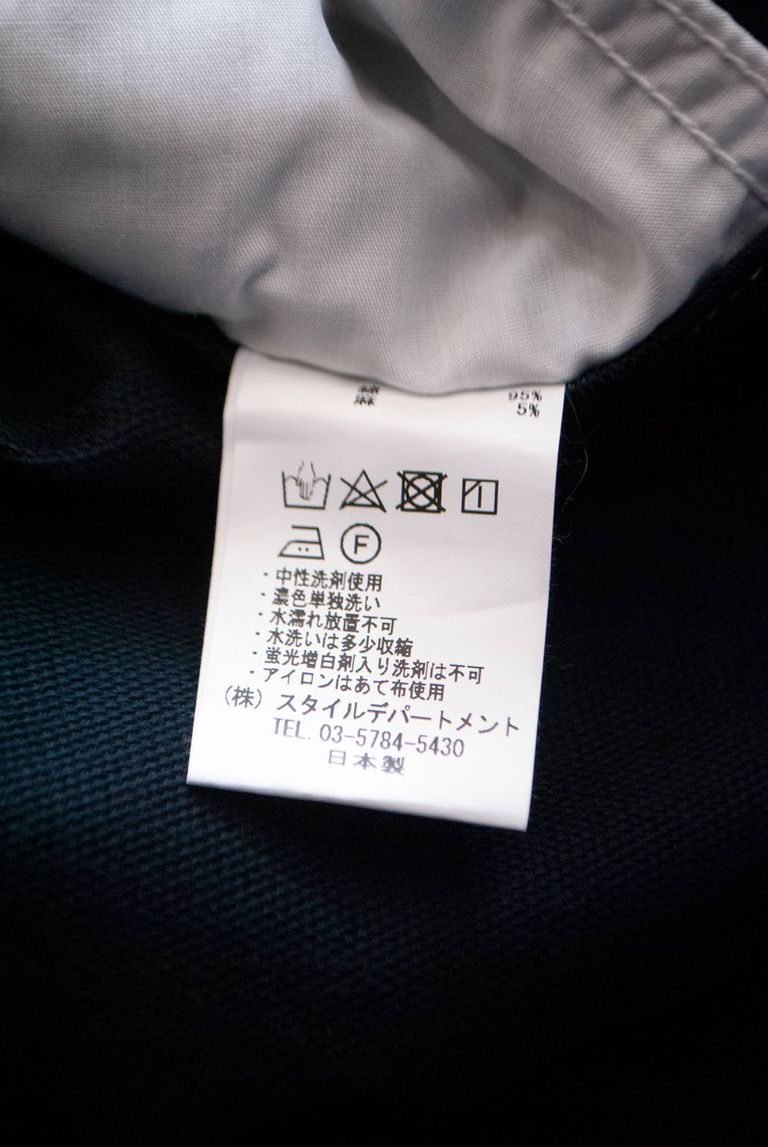 綿 95%
麻 5%
F
・中性洗剤使用
・濃色単独洗い
・水濡れ放置不可
・水洗いは多少収縮
・蛍光増白剤入り洗剤は不可
・アイロンはあて布使用
（株）スタイルデパートメント
TEL. 03-5784-5430
日本製